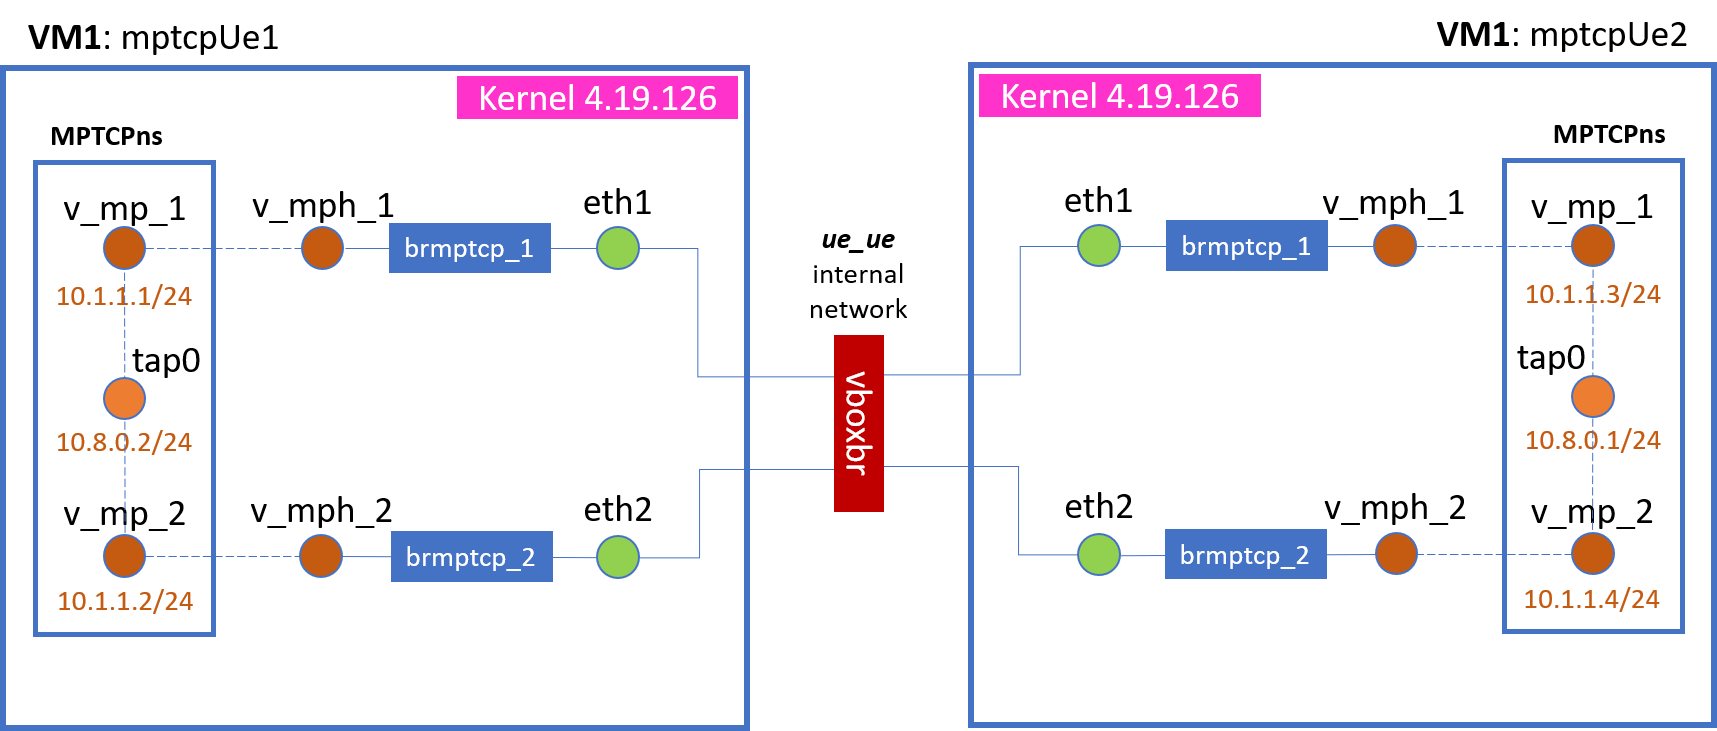 VM1: mptcpUe1
Kernel 4.19.126
MPTCPns
v_mp_1
v_mph_1
brmptcp_1
eth1
10.1.1.1/24
tap0
10.8.0.2/24
v_mp_2
v_mph_2
brmptcp_2
eth2
10.1.1.2/24
ue_ue
internal
network
vboxbr
VM1: mptcpUe2
Kernel 4.19.126
MPTCPns
eth1
brmptcp_1
v_mph_1
v_mp_1
10.1.1.3/24
tap0
10.8.0.1/24
eth2
brmptcp_2
v_mph_2
v_mp_2
10.1.1.4/24